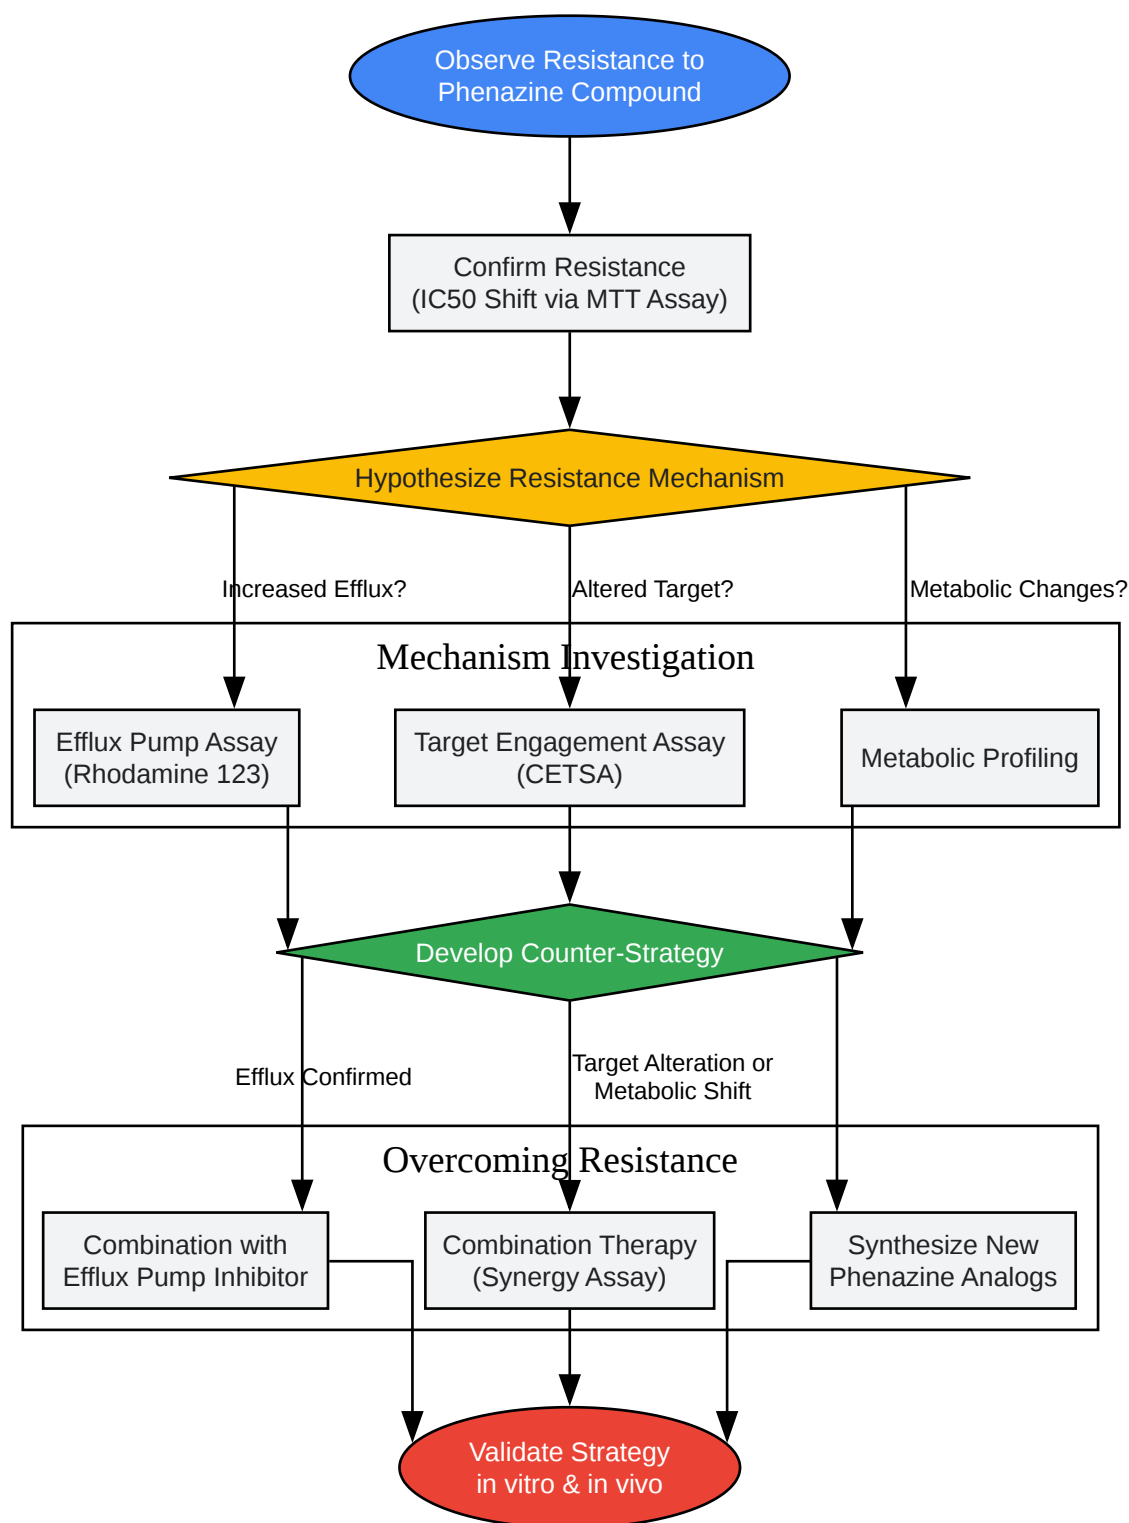 Observe Resistance to
Phenazine Compound
Confirm Resistance
(IC50 Shift via MTT Assay)
Hypothesize Resistance Mechanism
Increased Efflux?
Altered Target?
Metabolic Changes?
Mechanism Investigation
Efflux Pump Assay
(Rhodamine 123)
Target Engagement Assay
(CETSA)
Metabolic Profiling
Develop Counter-Strategy
Efflux Confirmed
Target Alteration or
Metabolic Shift
Overcoming Resistance
Combination with
Efflux Pump Inhibitor
Combination Therapy
(Synergy Assay)
Synthesize New
Phenazine Analogs
Validate Strategy
in vitro & in vivo